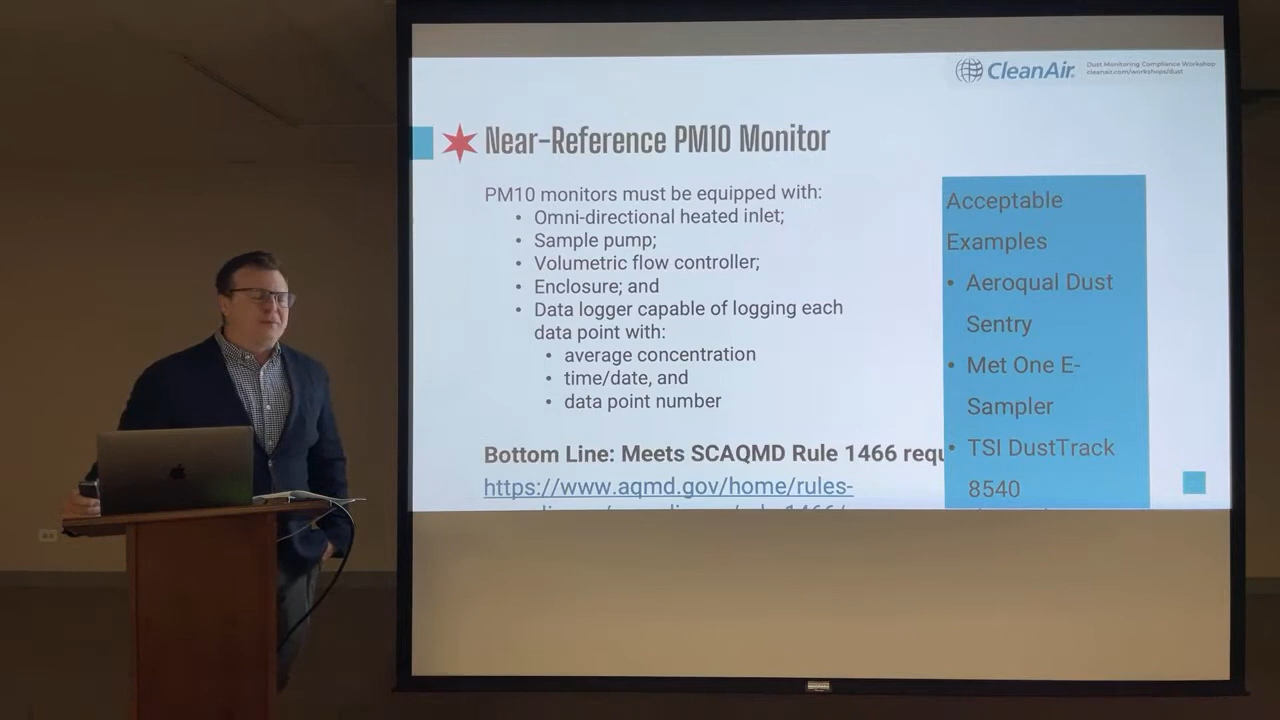 CleanAir
Dust Monitoring Compliance Workshop
cleanair.com/workshops/dust
Near-Reference PM10 Monitor
PM10 monitors must be equipped with:
• Omni-directional heated inlet;
• Sample pump;
• Volumetric flow controller;
• Enclosure; and
• Data logger capable of logging each
data point with:
• average concentration
• time/date, and
• data point number
Bottom Line: Meets SCAQMD Rule 1466
https://www.aqmd.gov/home/rules-
Acceptable
Examples
• Aeroqual Dust
Sentry
• Met One E-
Sampler
• TSI DustTrack
8540